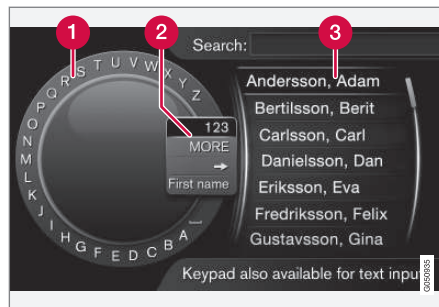 1
2
3
Search:
A B C D E F G H I J K L M N O P Q R S T U V W X Y Z
123
MORE
First name
Andersson, Adam
Bertilsson, Berit
Carlsson, Carl
Danielsson, Dan
Eriksson, Eva
Fredriksson, Felix
Gustavsson, Gina
Keypad also available for text input
G050935